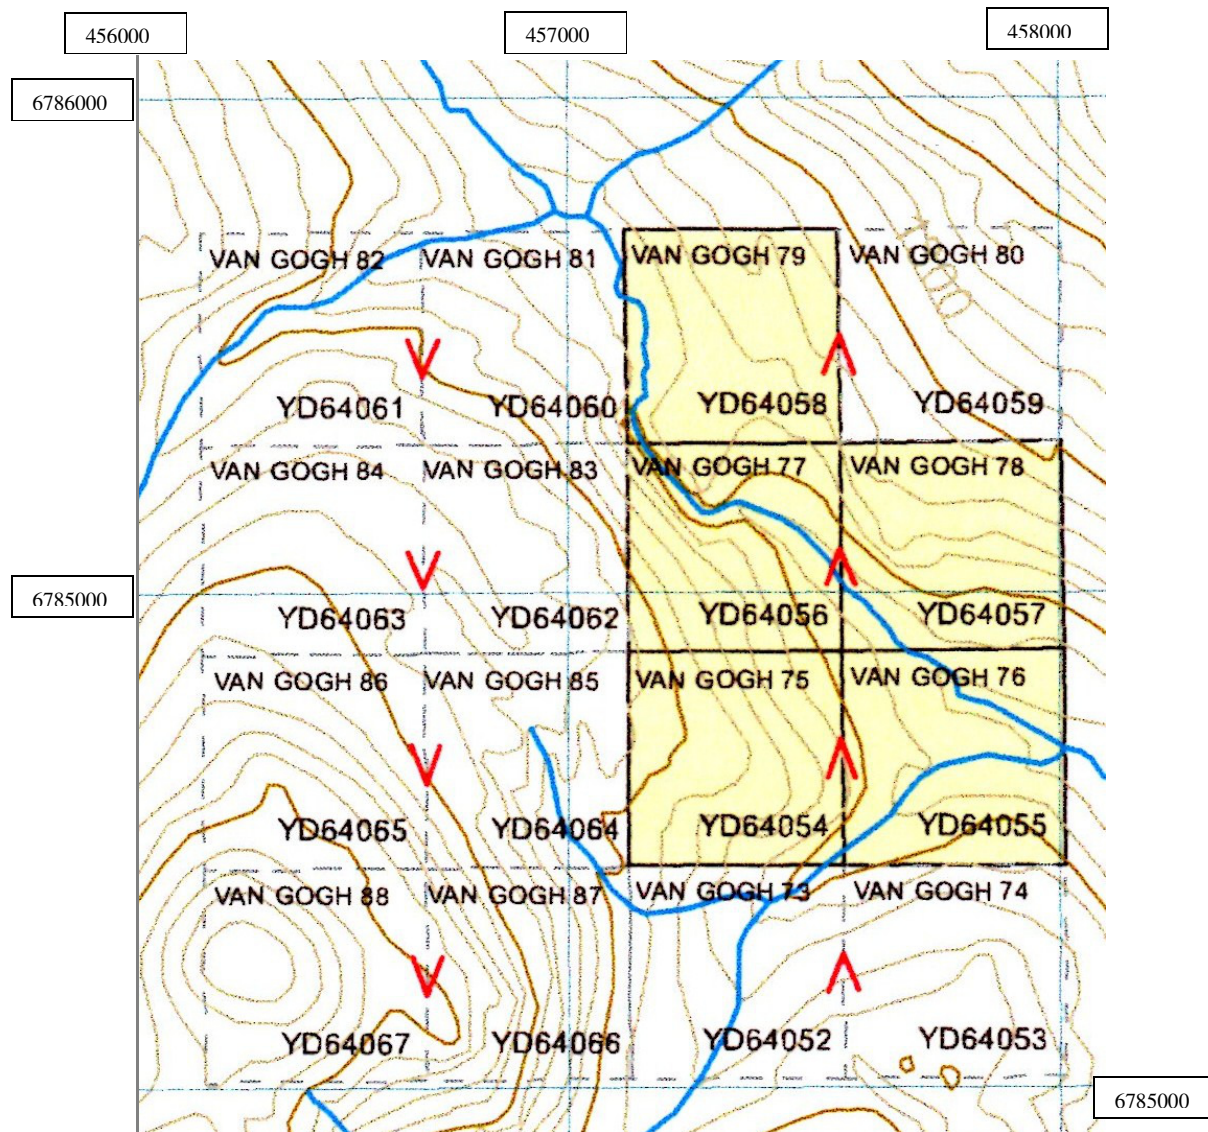 456000 457000 458000
6786000
VAN GOGH 82 VAN GOGH 81 VAN GOGH 79 VAN GOGH 80
1500
YD64061 YD64060 YD64058 YD64059
VAN GOGH 84 VAN GOGH 83 VAN GOGH 77 VAN GOGH 78
6785000
YD64063 YD64062 YD64056 YD64057
VAN GOGH 86 VAN GOGH 85 VAN GOGH 75 VAN GOGH 76
YD64065 YD64064 YD64054 YD64055
VAN GOGH 88 VAN GOGH 87 VAN GOGH 73 VAN GOGH 74
YD64067 YD64066 YD64052 YD64053
6785000